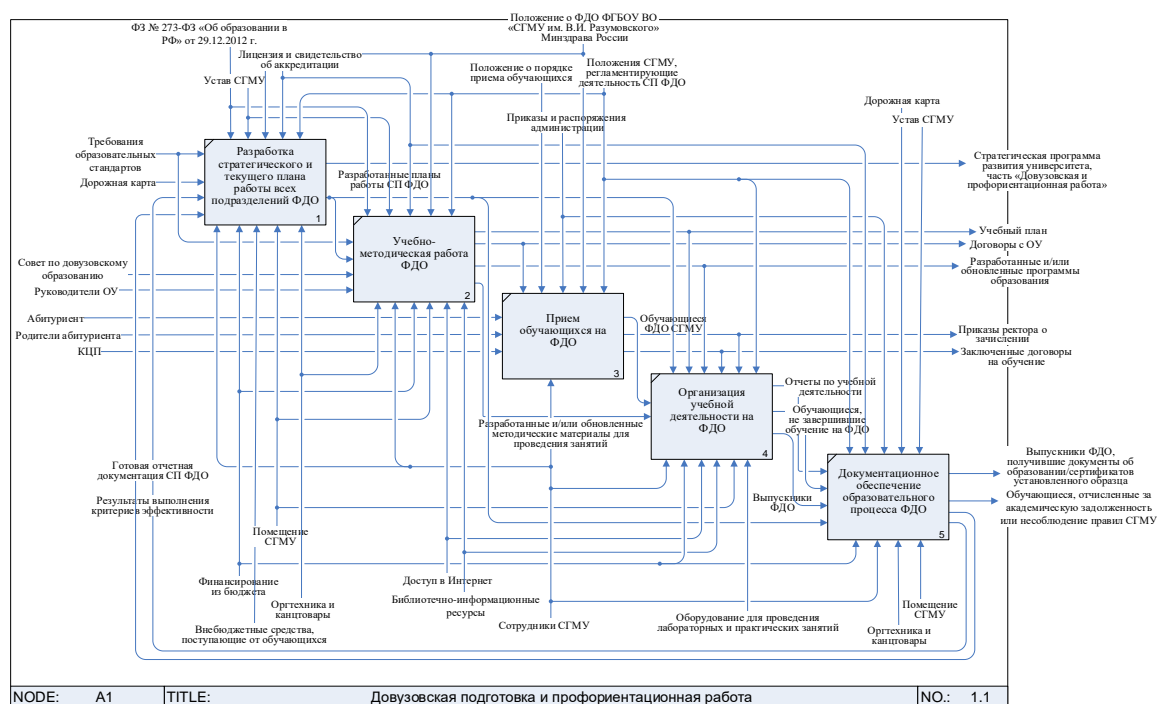 ФЗ № 273-ФЗ «Об образовании в
РФ» от 29.12.2012 г.
Положение о ФДО ФГБОУ ВО
«СГМУ им. В.И. Разумовского»
Минздрава России
Лицензия и свидетельство
об аккредитации
Устав СГМУ
Положение о порядке
приема обучающихся
Положения СГМУ,
регламентирующие
деятельность СП ФДО
Приказы и распоряжения
администрации
Дорожная карта
Устав СГМУ
Требования
образовательных
стандартов
Дорожная карта
Разработка
стратегического и
текущего плана
работы всех
подразделений ФДО
1
Разработанные планы
работы СП ФДО
Стратегическая программа
развития университета,
часть «Довузовская и
профориентационная работа»
Учебно-
методическая работа
ФДО
2
Учебный план
Договоры с ОУ
Разработанные и/или
обновленные программы
образования
Совет по довузовскому
образованию
Руководители ОУ
Абитуриент
Родители абитуриента
КЦП
Прием
обучающихся на
ФДО
3
Обучающиеся
ФДО СГМУ
Приказы ректора о
зачислении
Заключенные договоры
на обучение
Организация
учебной
деятельности на
ФДО
4
Отчеты по учебной
деятельности
Обучающиеся,
не завершившие
обучение на ФДО
Разработанные и/или обновленные
методические материалы для
проведения занятий
Готовая отчетная
документация СП ФДО
Результаты выполнения
критериев эффективности
Документационное
обеспечение
образовательного
процесса ФДО
5
Выпускники
ФДО
Выпускники ФДО,
получившие документы об
образовании/сертификатов
установленного образца
Обучающиеся, отчисленные за
академическую задолженность
или несоблюдение правил СГМУ
Помещение
СГМУ
Финансирование
из бюджета
Оргтехника и
канцтовары
Внебюджетные средства,
поступающие от обучающихся
Доступ в Интернет
Библиотечно-информационные
ресурсы
Сотрудники СГМУ
Оборудование для проведения
лабораторных и практических занятий
Помещение
СГМУ
Оргтехника и
канцтовары
NODE: A1 TITLE: Довузовская подготовка и профориентационная работа NO.: 1.1